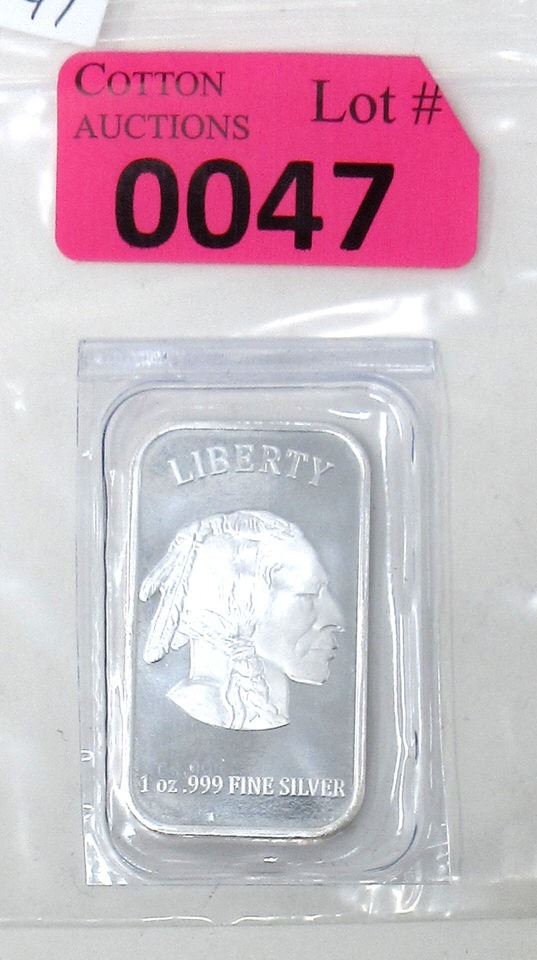 COTTON
AUCTIONS
Lot #
0047
LIBERTY
1 oz .999 FINE SILVER